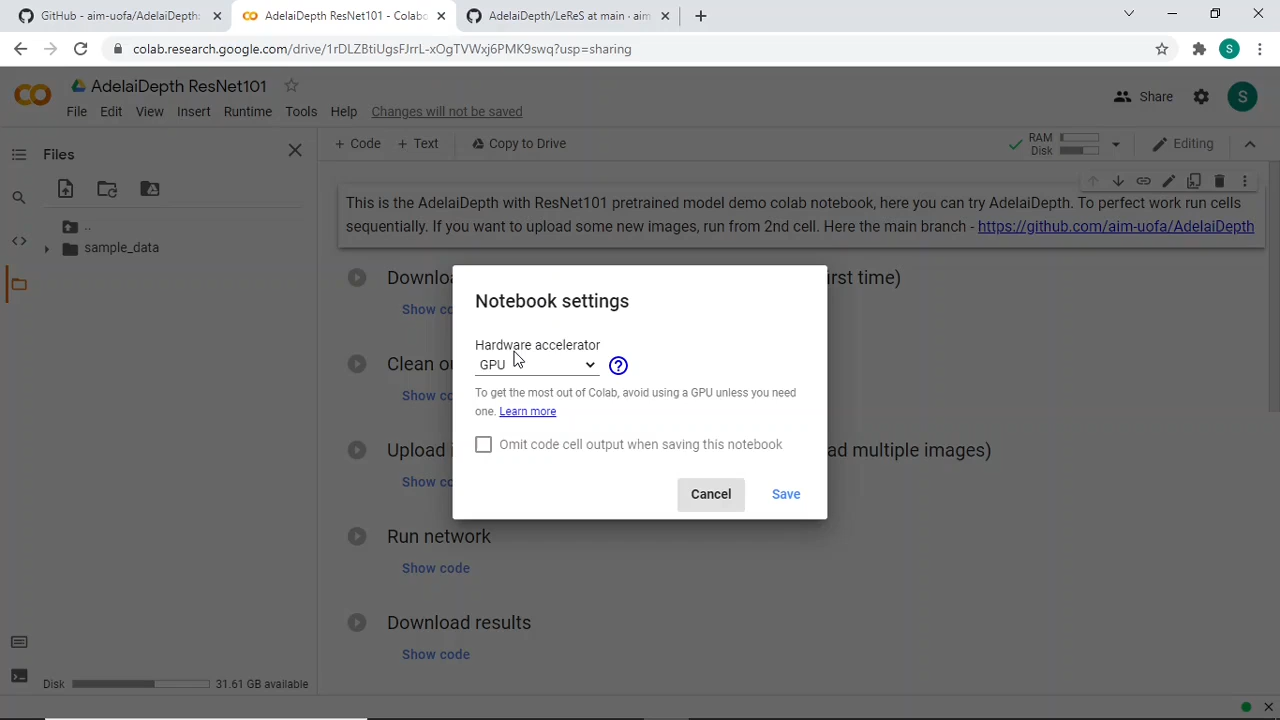 GitHub - aim-uofa/AdelaiDepth:
AdelaiDepth ResNet101 - Colabo
AdelaiDepth/LeReS at main · aim
colab.research.google.com/drive/1rDLZBtiUgsFJrrL-xOgTVWxj6PMK9swq?usp=sharing
S
AdelaiDepth ResNet101
File Edit View Insert Runtime Tools Help Changes will not be saved
Share
S
Files
+ Code + Text Copy to Drive
RAM
Disk
Editing
..
sample_data
This is the AdelaiDepth with ResNet101 pretrained model demo colab notebook, here you can try AdelaiDepth. To perfect work run cells
sequentially. If you want to upload some new images, run from 2nd cell. Here the main branch - https://github.com/aim-uofa/AdelaiDepth
Downloa
irst time)
Show co
Clean ou
Show co
Upload i
ad multiple images)
Show co
Run network
Show code
Download results
Show code
Notebook settings
Hardware accelerator
GPU
?
To get the most out of Colab, avoid using a GPU unless you need
one. Learn more
Omit code cell output when saving this notebook
Cancel Save
Disk 31.61 GB available